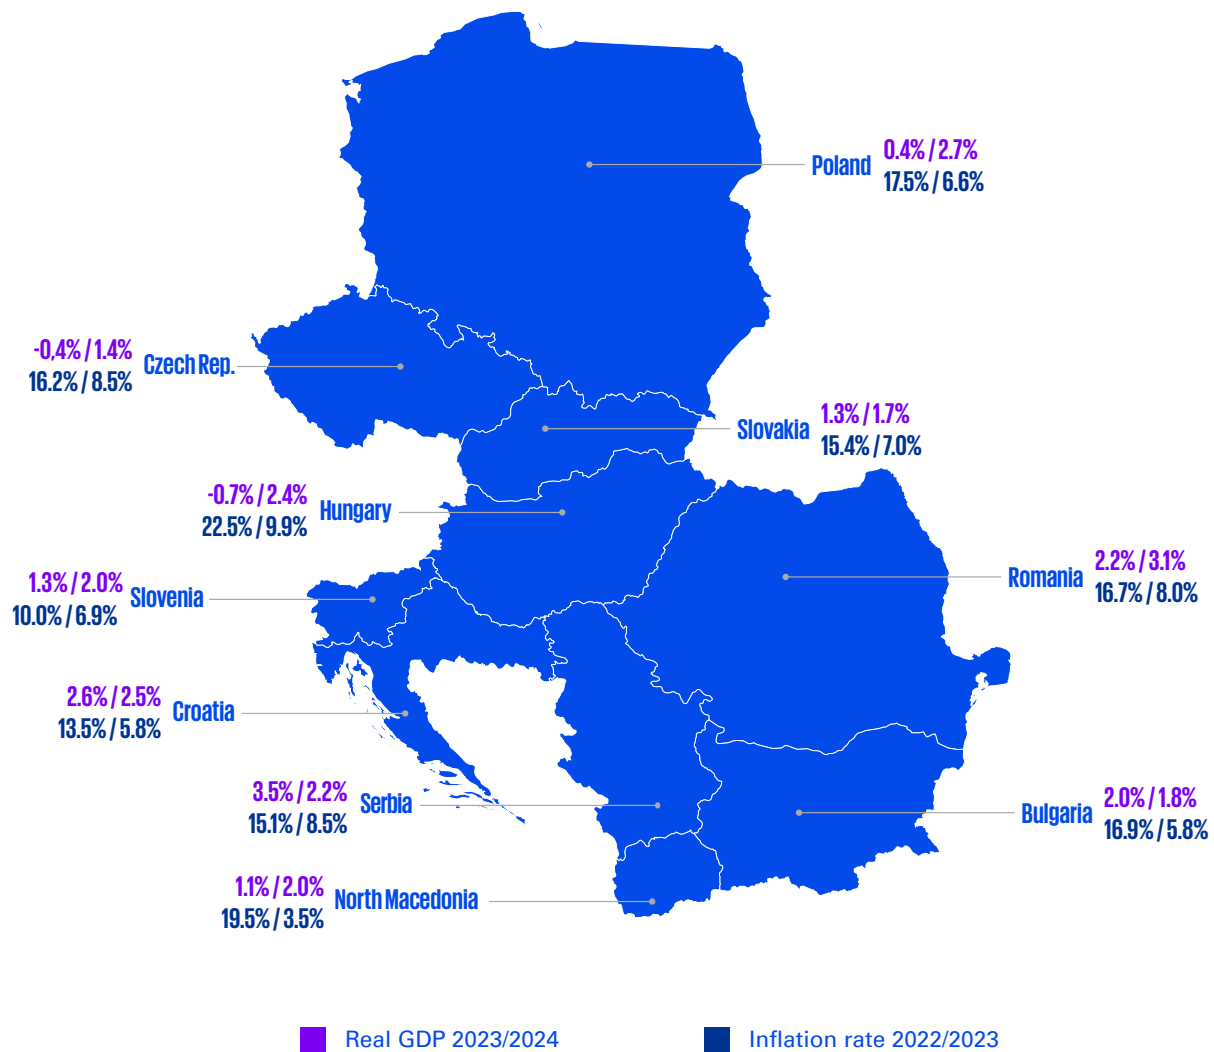 0.4% / 2.7%
Poland
17.5% / 6.6%
-0,4% / 1.4%
Czech Rep.
16.2% / 8.5%
1.3% / 1.7%
Slovakia
15.4% / 7.0%
-0.7% / 2.4%
Hungary
22.5% / 9.9%
2.2% / 3.1%
Romania
16.7% / 8.0%
1.3% / 2.0%
Slovenia
10.0% / 6.9%
2.6% / 2.5%
Croatia
13.5% / 5.8%
3.5% / 2.2%
Serbia
15.1% / 8.5%
2.0% / 1.8%
Bulgaria
16.9% / 5.8%
1.1% / 2.0%
North Macedonia
19.5% / 3.5%
Real GDP 2023/2024
Inflation rate 2022/2023